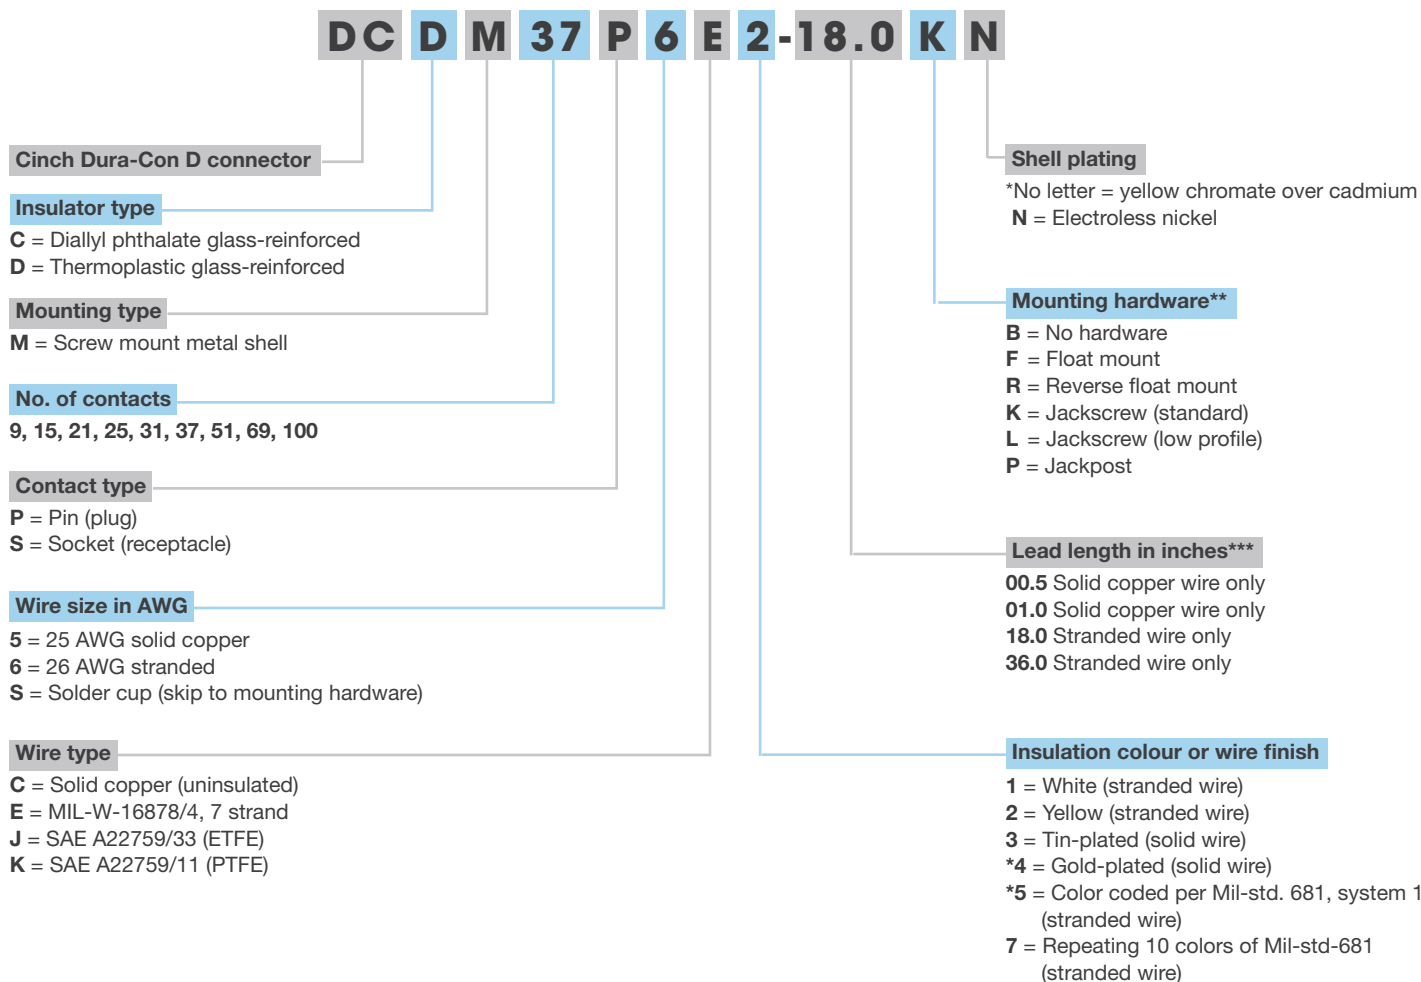 DC D M 37 P 6 E 2-18.0 K N
Cinch Dura-Con D connector
Insulator type
C = Diallyl phthalate glass-reinforced
D = Thermoplastic glass-reinforced
Mounting type
M = Screw mount metal shell
No. of contacts
9, 15, 21, 25, 31, 37, 51, 69, 100
Contact type
P = Pin (plug)
S = Socket (receptacle)
Wire size in AWG
5 = 25 AWG solid copper
6 = 26 AWG stranded
S = Solder cup (skip to mounting hardware)
Wire type
C = Solid copper (uninsulated)
E = MIL-W-16878/4, 7 strand
J = SAE A22759/33 (ETFE)
K = SAE A22759/11 (PTFE)
Shell plating
*No letter = yellow chromate over cadmium
N = Electroless nickel
Mounting hardware**
B = No hardware
F = Float mount
R = Reverse float mount
K = Jackscrew (standard)
L = Jackscrew (low profile)
P = Jackpost
Lead length in inches***
00.5 Solid copper wire only
01.0 Solid copper wire only
18.0 Stranded wire only
36.0 Stranded wire only
Insulation colour or wire finish
1 = White (stranded wire)
2 = Yellow (stranded wire)
3 = Tin-plated (solid wire)
*4 = Gold-plated (solid wire)
*5 = Color coded per Mil-std. 681, system 1
(stranded wire)
7 = Repeating 10 colors of Mil-std-681
(stranded wire)